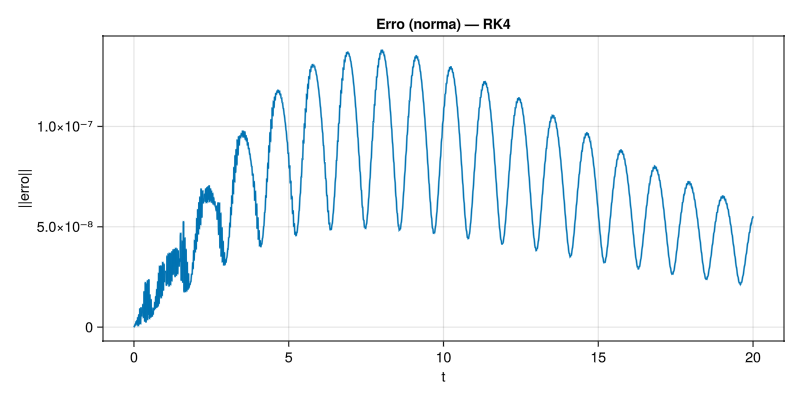 Erro (norma) — RK4
||erro||
1.0×10⁻⁷
5.0×10⁻⁸
0
0 5 10 15 20
t